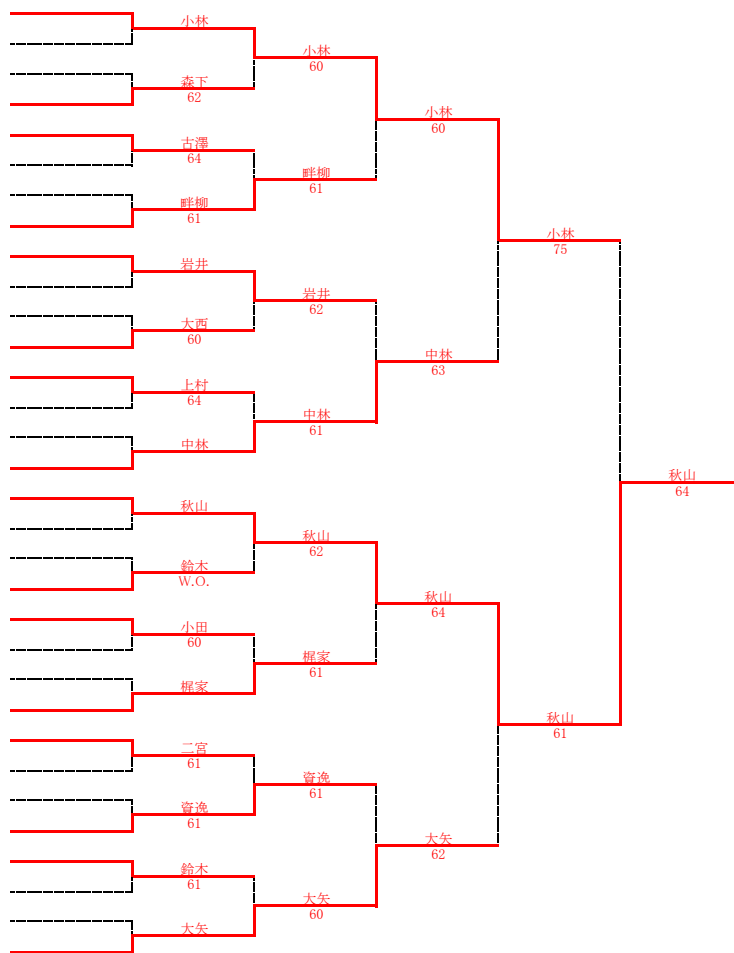 小林
森下
62
古澤
64
畔柳
61
岩井
大西
60
上村
64
中林
秋山
鈴木
W.O.
小田
60
梶家
二宮
61
資逸
61
鈴木
61
大矢
小林
60
畔柳
61
岩井
62
中林
61
秋山
62
梶家
61
資逸
61
大矢
60
小林
60
中林
63
秋山
64
大矢
62
小林
75
秋山
61
秋山
64